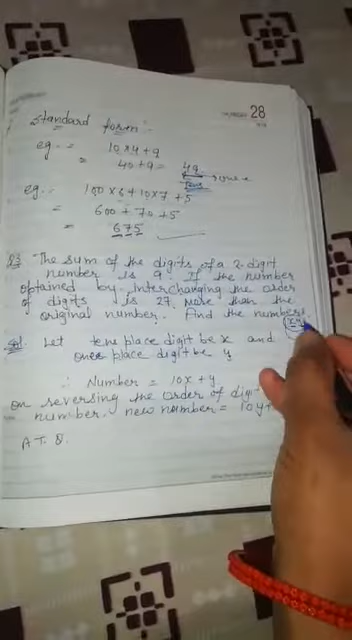 28
Standard form:-
eg. :- 10×4+9
= 40+9= 49
Tens
eg:- 100×6+10×7+5
= 600+70+5
= 675
Q3 The sum of the digits of a 2 digit
number is 9. If the number
obtained by interchanging the order
of digits is 27 more than the
original number. Find the number.
xy
Let tens place digit be x and
ones place digit be y
∴ Number = 10x+y.
on reversing the order of digit
number. new number = 10y+
A.T.Q.